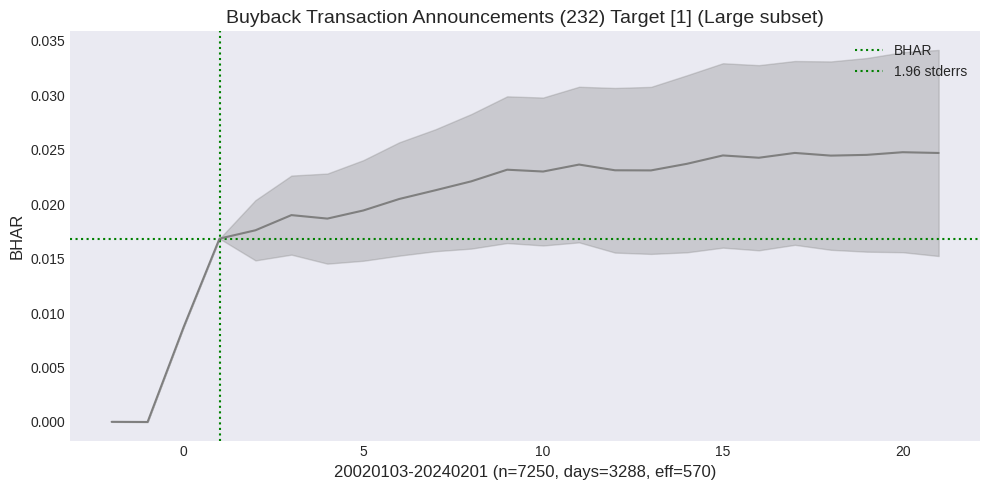 Buyback Transaction Announcements (232) Target [1] (Large subset)
BHAR
1.96 stderrs
0.035
0.030
0.025
0.020
0.015
0.010
0.005
0.000
BHAR
0 5 10 15 20
20020103-20240201 (n=7250, days=3288, eff=570)